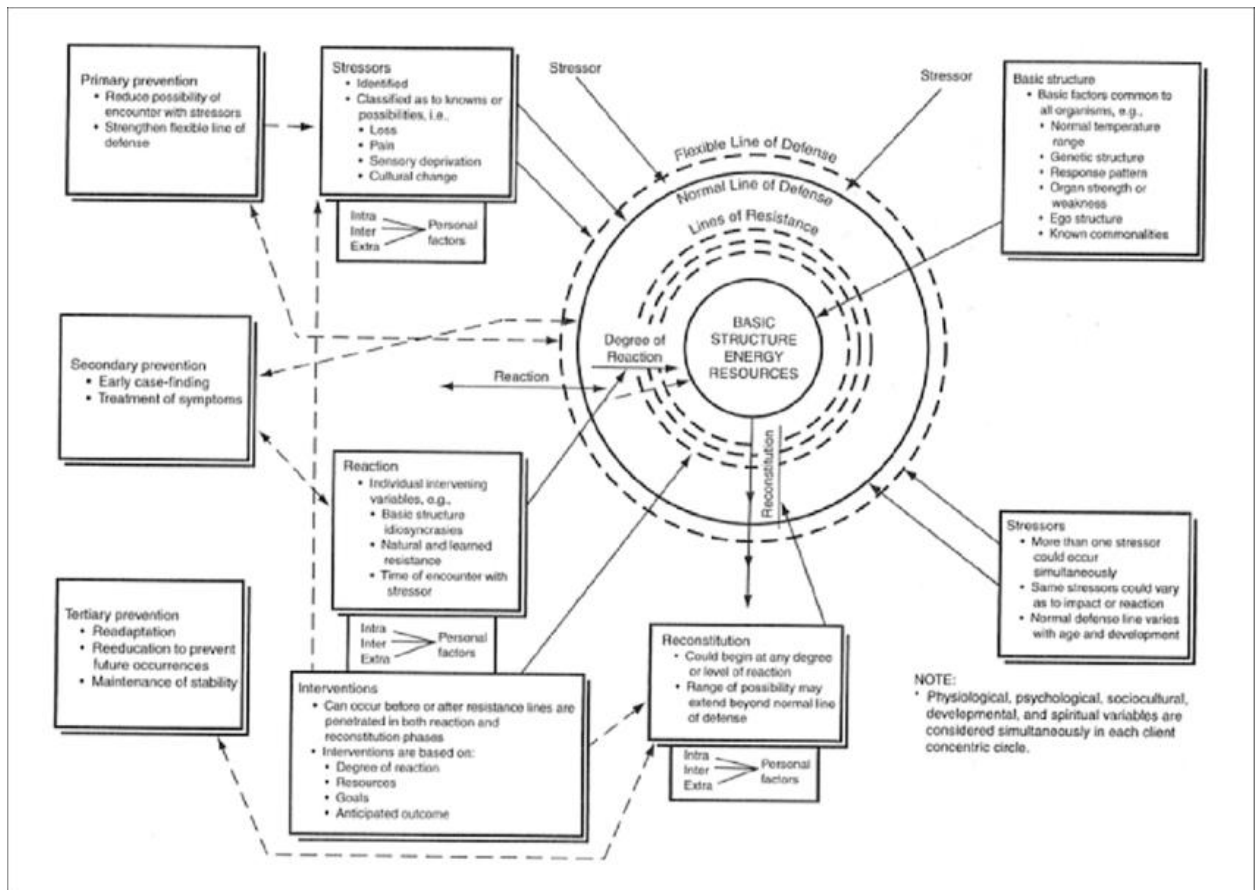 Primary prevention
• Reduce possibility of
encounter with stressors
• Strengthen flexible line of
defense
Stressors
• Identified
• Classified as to knowns or
possibilities, i.e.,
• Loss
• Pain
• Sensory deprivation
• Cultural change
Intra
Inter
Extra
Personal
factors
Stressor
Stressor
Basic structure
• Basic factors common to
all organisms, e.g.,
• Normal temperature
range
• Genetic structure
• Response pattern
• Organ strength or
weakness
• Ego structure
• Known commonalities
Flexible Line of Defense
Normal Line of Defense
Lines of Resistance
BASIC
STRUCTURE
ENERGY
RESOURCES
Degree of
Reaction
Reaction
Reconstitution
Secondary prevention
• Early case-finding
• Treatment of symptoms
Reaction
• Individual intervening
variables, e.g.,
• Basic structure
idiosyncrasies
• Natural and learned
resistance
• Time of encounter with
stressor
Intra
Inter
Extra
Personal
factors
Stressors
• More than one stressor
could occur
simultaneously
• Same stressors could vary
as to impact or reaction
• Normal defense line varies
with age and development
Tertiary prevention
• Readaptation
• Reeducation to prevent
future occurrences
• Maintenance of stability
Interventions
• Can occur before or after resistance lines are
penetrated in both reaction and
reconstitution phases
• Interventions are based on:
• Degree of reaction
• Resources
• Goals
• Anticipated outcome
Reconstitution
• Could begin at any degree
or level of reaction
• Range of possibility may
extend beyond normal line
of defense
Intra
Inter
Extra
Personal
factors
NOTE:
* Physiological, psychological, sociocultural,
developmental, and spiritual variables are
considered simultaneously in each client
concentric circle.